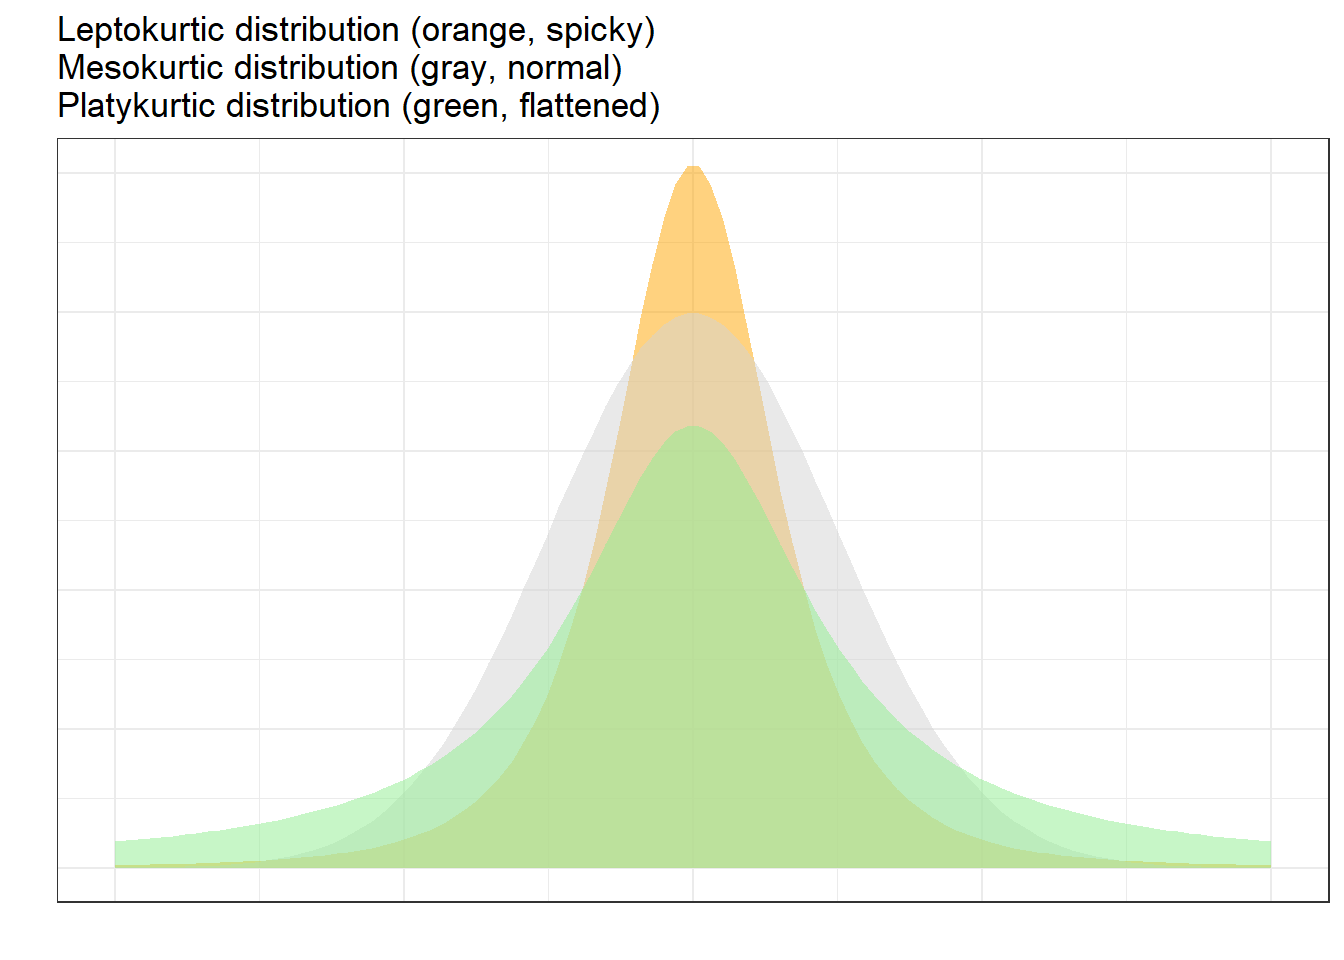 Leptokurtic distribution (orange, spicky)
Mesokurtic distribution (gray, normal)
Platykurtic distribution (green, flattened)